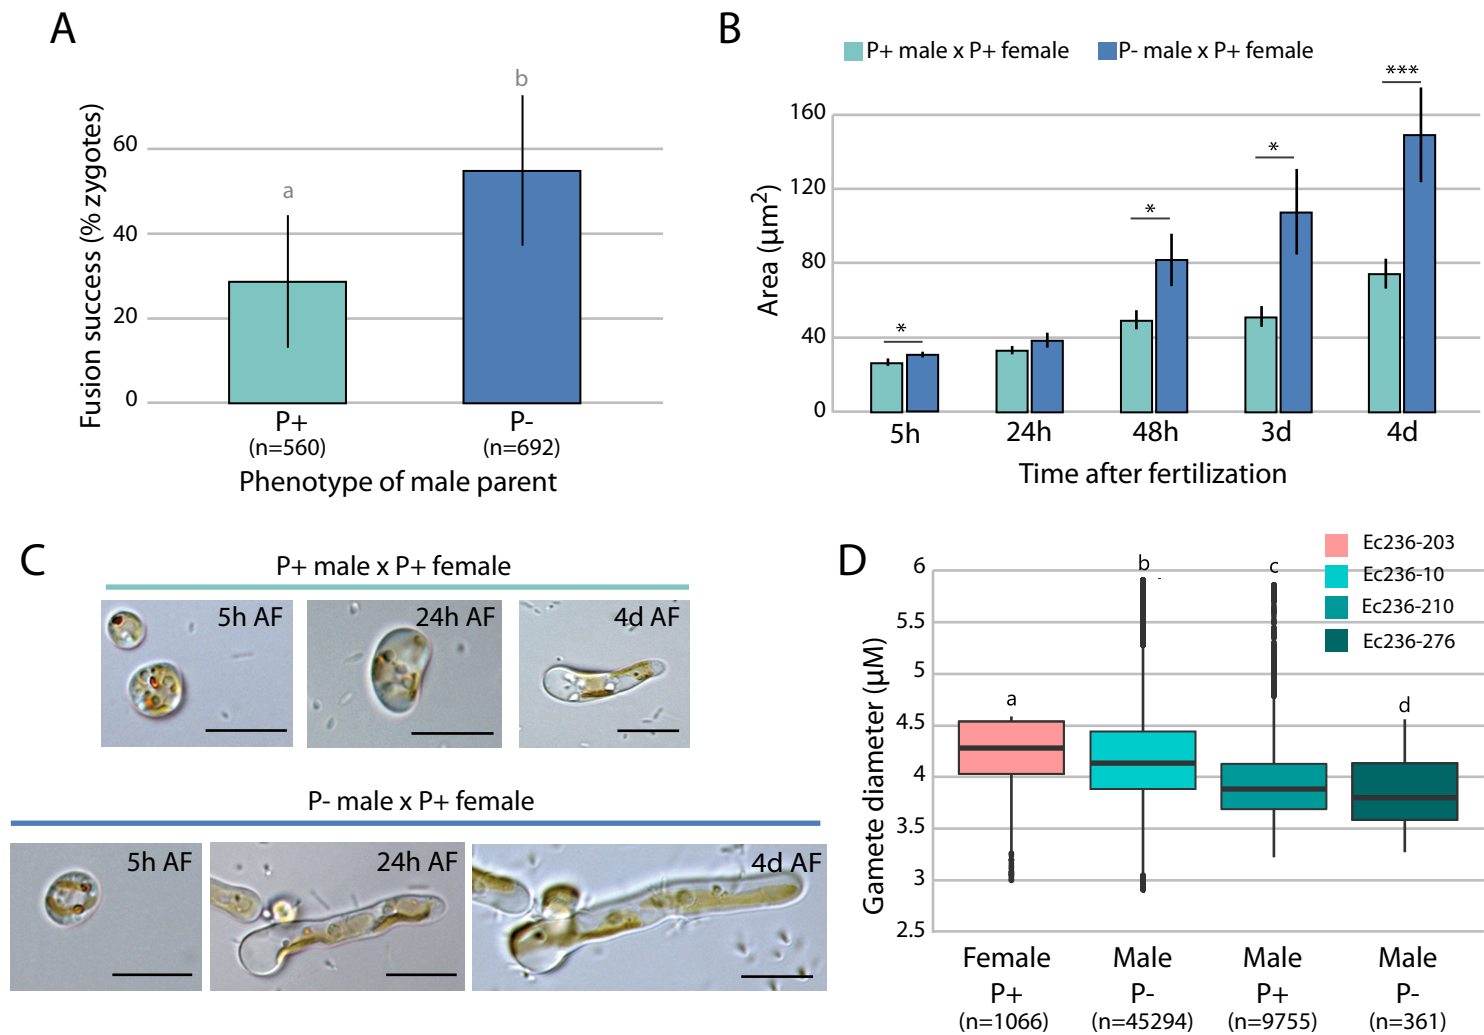 A
Fusion success (% zygotes)
60
40
20
0
a
b
P+
(n=560)
P-
(n=692)
Phenotype of male parent
B
P+ male x P+ female
P- male x P+ female
Area (µm²)
160
120
80
40
0
*
*
*
***
5h
24h
48h
3d
4d
Time after fertilization
C
P+ male x P+ female
5h AF
24h AF
4d AF
P- male x P+ female
5h AF
24h AF
4d AF
D
Ec236-203
Ec236-10
Ec236-210
Ec236-276
Gamete diameter (µM)
6
5.5
5
4.5
4
3.5
3
2.5
a
b
c
d
Female
P+
(n=1066)
Male
P-
(n=45294)
Male
P+
(n=9755)
Male
P-
(n=361)